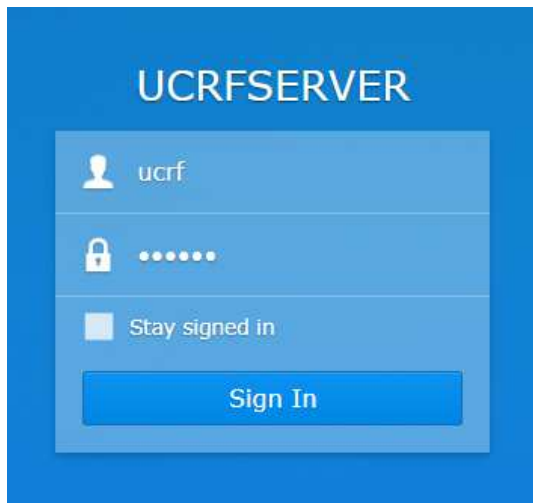 UCRFSERVER
ucrf
••••••
Stay signed in
Sign In